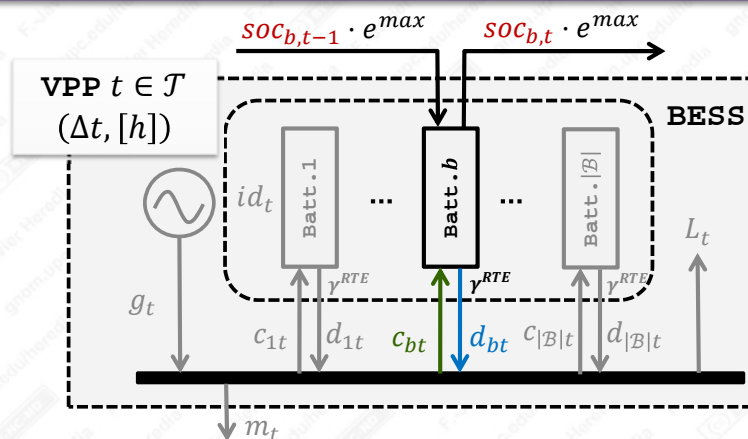 soc_{b,t−1} · e^{max}
soc_{b,t} · e^{max}
VPP t ∈ 𝒯
(Δt, [h])
BESS
id_t
Batt.1
...
Batt.b
...
Batt.|ℬ|
L_t
γ^{RTE}
γ^{RTE}
γ^{RTE}
g_t
c_{1t}
d_{1t}
c_{bt}
d_{bt}
c_{|ℬ|t}
d_{|ℬ|t}
m_t